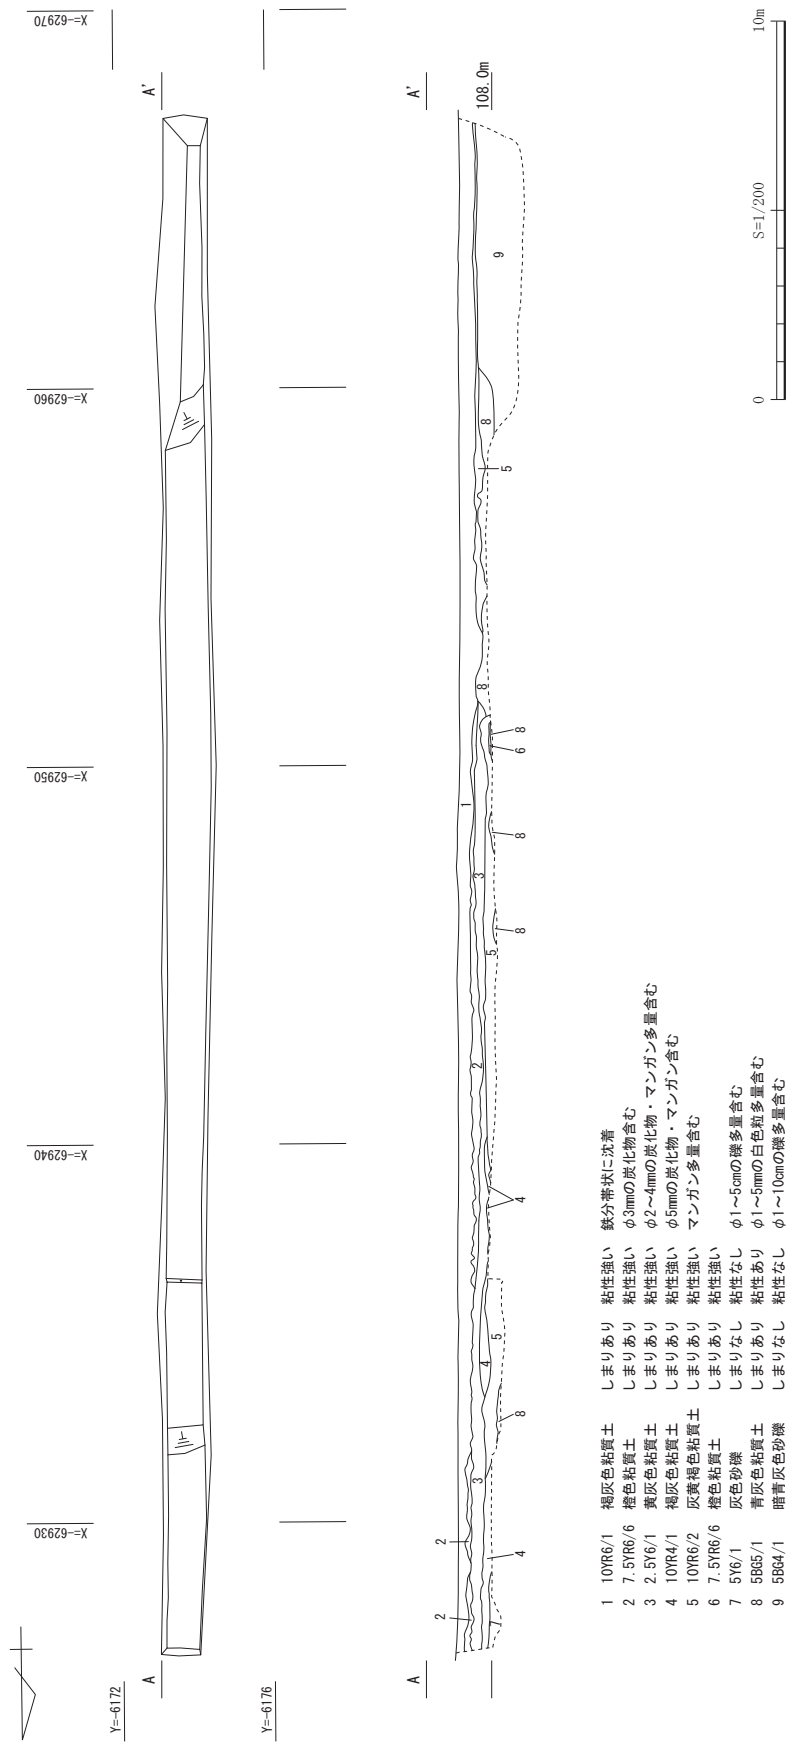 X=-62970
X=-62960
X=-62950
X=-62940
X=-62930
Y=-6172
Y=-6176
A
A'
A
A'
108.0m
9
8
5
8
8
6
1
8
3
8
5
2
4
5
4
8
3
2
4
2
7
0
S=1/200
10m
1 10YR6/1 褐灰色粘質土 しまりあり 粘性強い 鉄分帯状に沈着
2 7.5YR6/6 橙色粘質土 しまりあり 粘性強い φ3mmの炭化物含む
3 2.5Y6/1 黄灰色粘質土 しまりあり 粘性強い φ2~4mmの炭化物・マンガン多量含む
4 10YR4/1 褐灰色粘質土 しまりあり 粘性強い φ5mmの炭化物・マンガン含む
5 10YR6/2 灰黄褐色粘質土 しまりあり 粘性強い マンガン多量含む
6 7.5YR6/6 橙色粘質土 しまりあり 粘性強い
7 5Y6/1 灰色砂礫 しまりなし 粘性なし φ1~5cmの礫多量含む
8 5BG5/1 青灰色粘質土 しまりあり 粘性あり φ1~5mmの白色粒多量含む
9 5BG4/1 暗青灰色砂礫 しまりなし 粘性なし φ1~10cmの礫多量含む